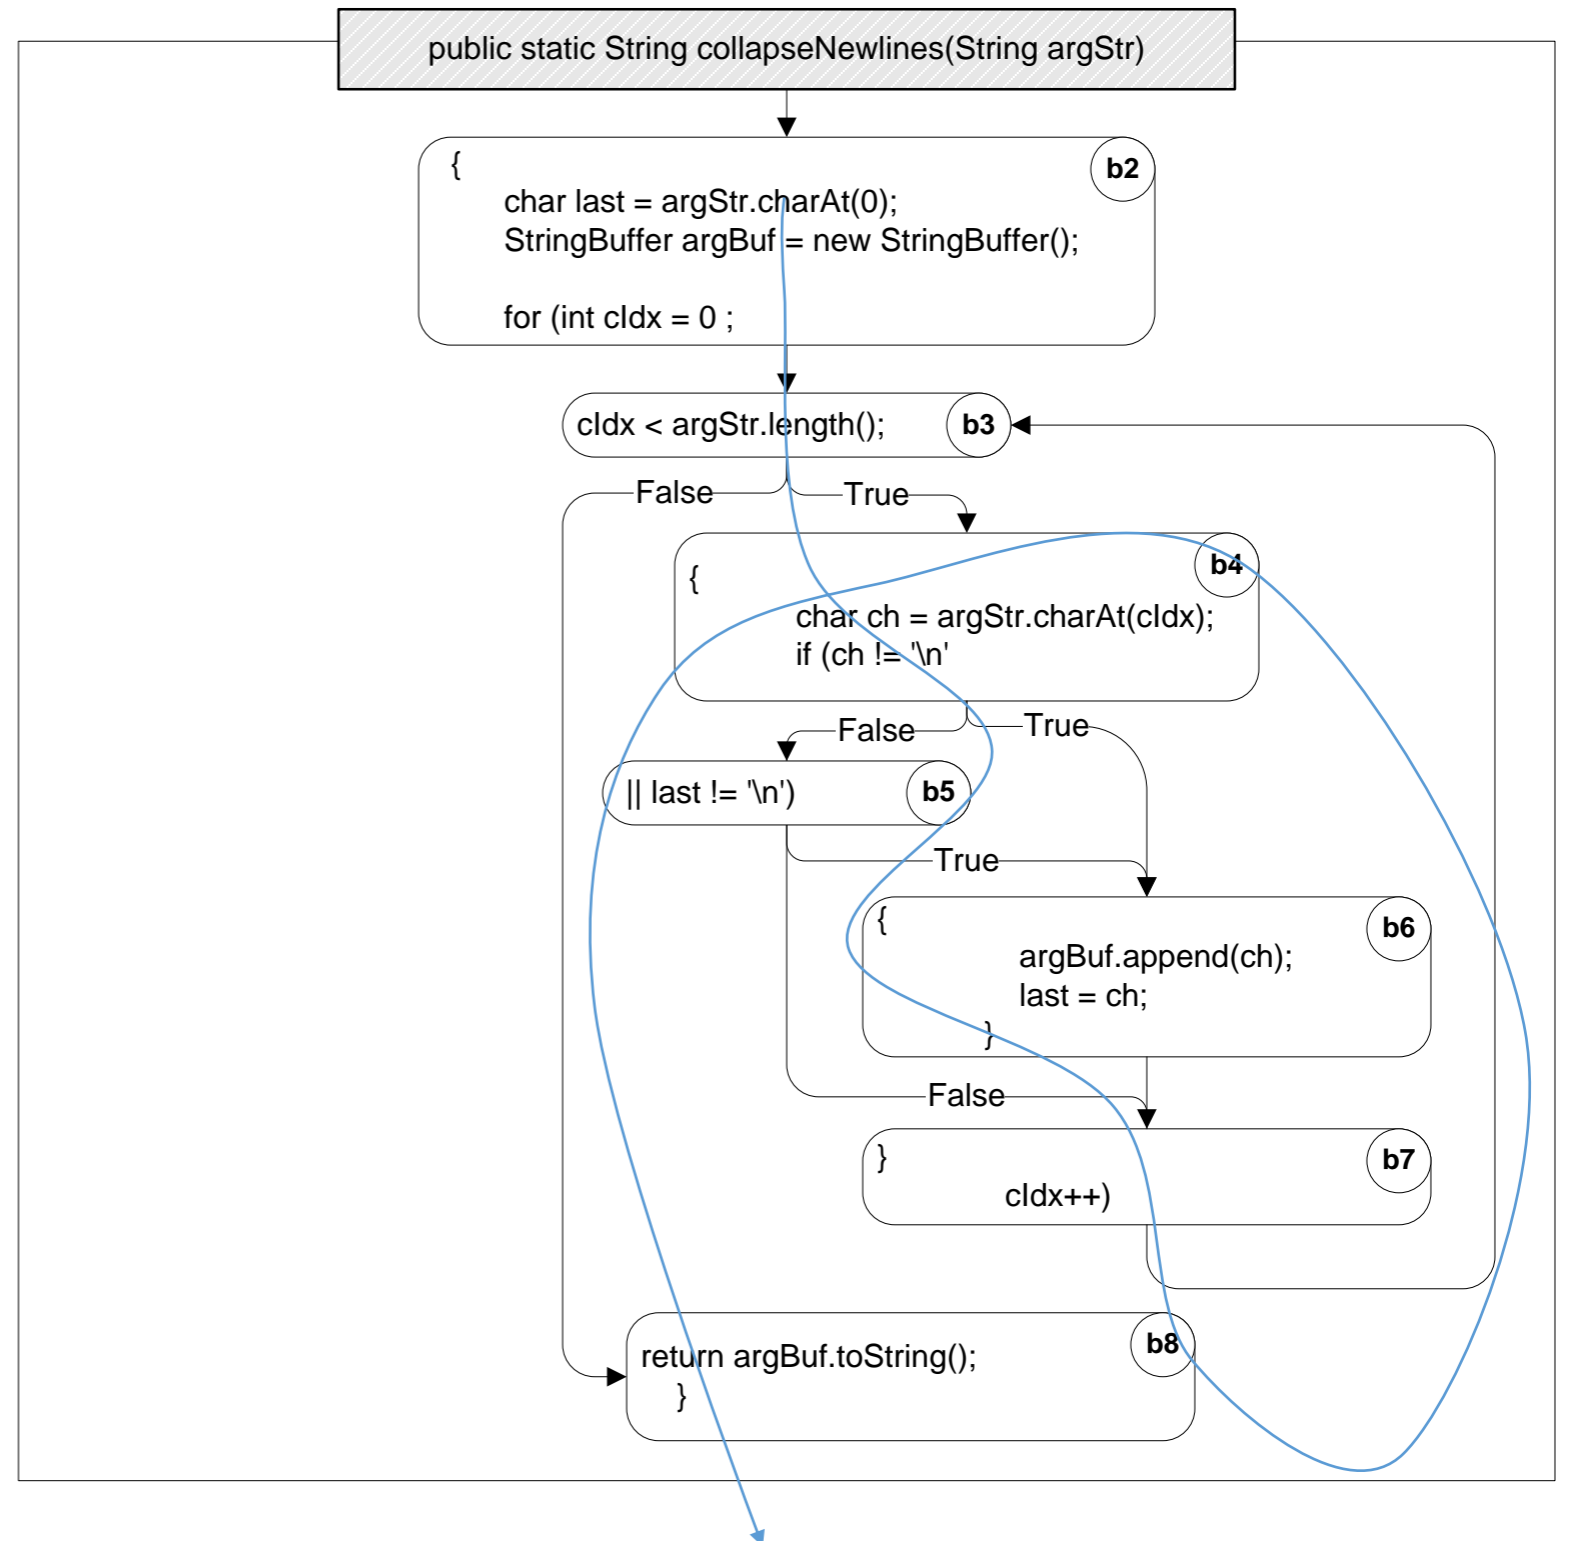 public static String collapseNewlines(String argStr)
{
b2
char last = argStr.charAt(0);
StringBuffer argBuf = new StringBuffer();
for (int cIdx = 0 ;
cIdx < argStr.length();
b3
False
True
b4
{
char ch = argStr.charAt(cIdx);
if (ch != '\n'
False
True
|| last != '\n')
b5
True
{
b6
argBuf.append(ch);
last = ch;
}
False
}
b7
cIdx++)
return argBuf.toString();
b8
}